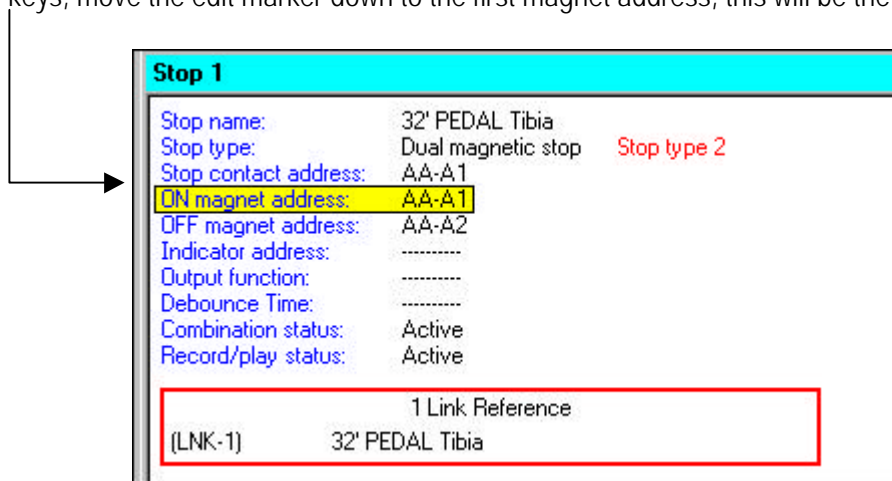 keys, move the edit marker down to the first magnet address, this will be the
Stop 1
Stop name: 32' PEDAL Tibia
Stop type: Dual magnetic stop Stop type 2
Stop contact address: AA-A1
ON magnet address: AA-A1
OFF magnet address: AA-A2
Indicator address: ---------
Output function: ---------
Debounce Time: ---------
Combination status: Active
Record/play status: Active
1 Link Reference
(LNK-1) 32' PEDAL Tibia